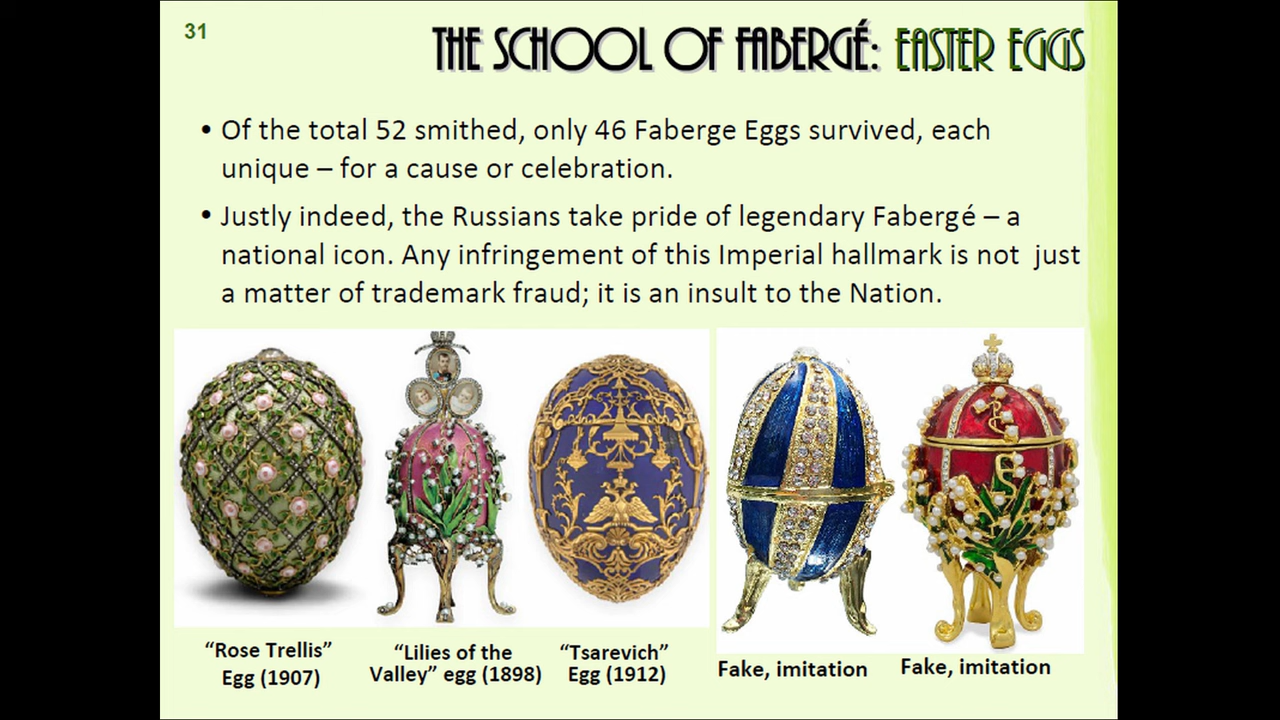 31
THE SCHOOL OF FABERGÉ: EASTER EGGS
• Of the total 52 smithed, only 46 Faberge Eggs survived, each
unique – for a cause or celebration.
• Justly indeed, the Russians take pride of legendary Fabergé – a
national icon. Any infringement of this Imperial hallmark is not just
a matter of trademark fraud; it is an insult to the Nation.
“Rose Trellis”
Egg (1907)
“Lilies of the
Valley” egg (1898)
“Tsarevich”
Egg (1912)
Fake, imitation
Fake, imitation